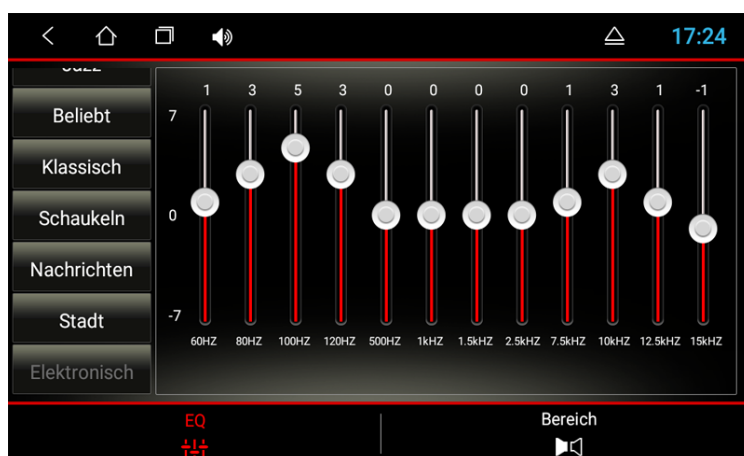 17:24
Jazz
Beliebt
Klassisch
Schaukeln
Nachrichten
Stadt
Elektronisch
1 3 5 3 0 0 0 0 1 3 1 -1
7
0
-7
60HZ 80HZ 100HZ 120HZ 500HZ 1kHZ 1.5kHZ 2.5kHZ 7.5kHZ 10kHZ 12.5kHZ 15kHZ
EQ
Bereich